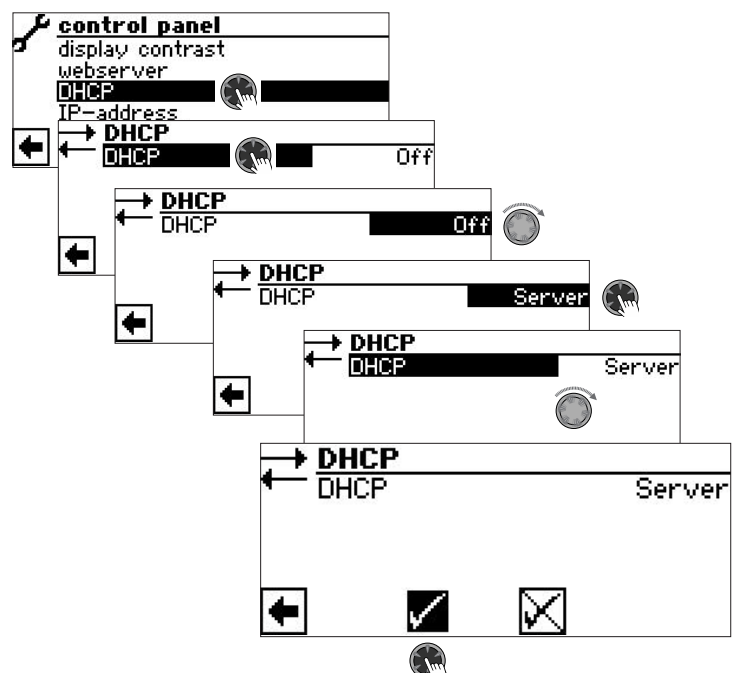 control panel
display contrast
webserver
DHCP
IP-address
DHCP
DHCP Off
DHCP
DHCP Off
DHCP
DHCP Server
DHCP
DHCP Server
DHCP
DHCP Server